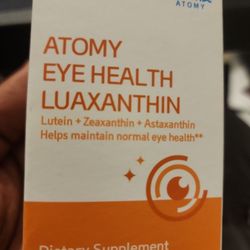 ATOMY
ATOMY
EYE HEALTH
LUAXANTHIN
Lutein + Zeaxanthin + Astaxanthin
Helps maintain normal eye health**
Dietary Supplement